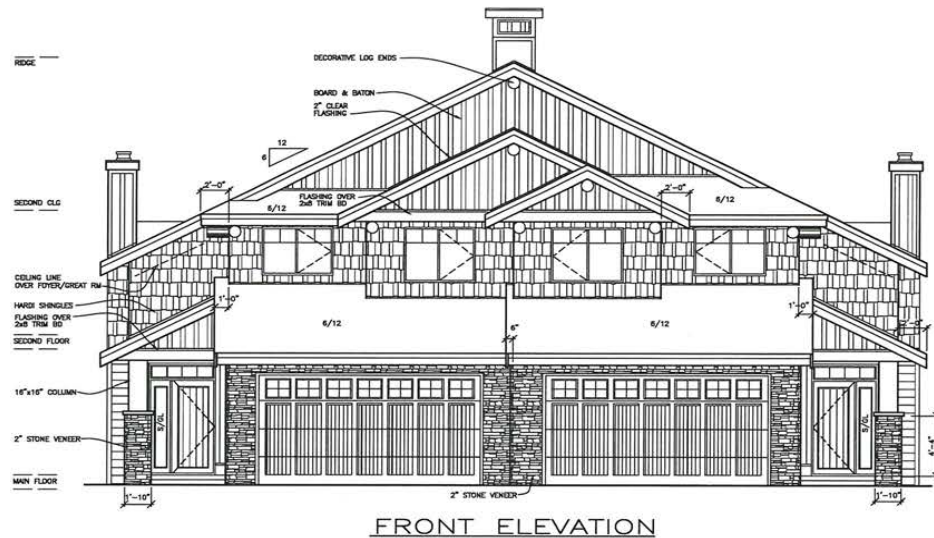 RIDGE
DECORATIVE LOG ENDS
BOARD & BATON
2" CLEAR
FLASHING
12
6
2'-0"
SECOND CLG
6/12
FLASHING OVER
2x8 TRIM BD
2'-0"
6/12
CEILING LINE
OVER FOYER/GREAT RM
HARDI SHINGLES
FLASHING OVER
2x8 TRIM BD
1'-0"
6/12
6"
6/12
1'-0"
SECOND FLOOR
16"x16" COLUMN
S/GL
S/GL
2" STONE VENEER
MAIN FLOOR
1'-10"
2" STONE VENEER
1'-10"
FRONT ELEVATION